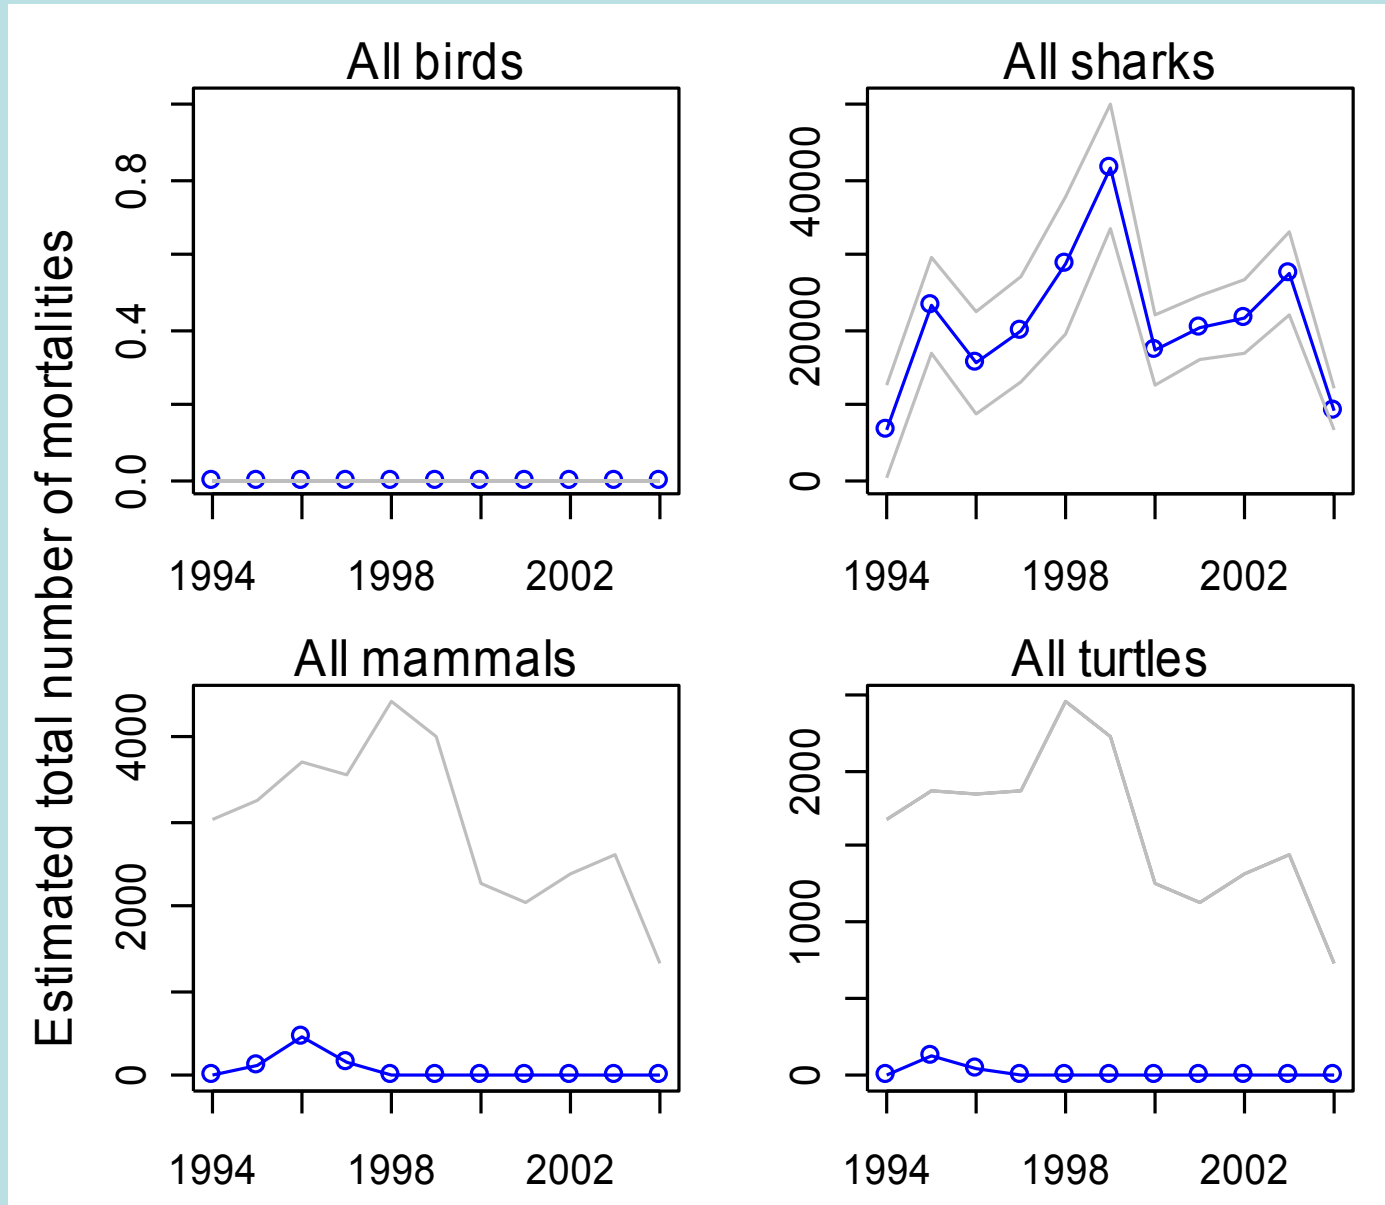 Estimated total number of mortalities
All birds
0.8
0.4
0.0
1994 1998 2002
All sharks
40000
20000
0
1994 1998 2002
All mammals
4000
2000
0
1994 1998 2002
All turtles
2000
1000
0
1994 1998 2002